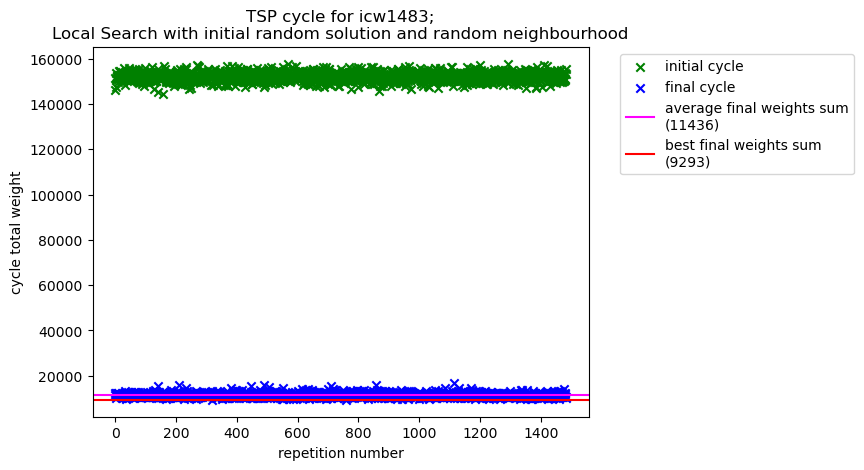 TSP cycle for icw1483;
Local Search with initial random solution and random neighbourhood
160000
140000
120000
100000
80000
60000
40000
20000
cycle total weight
0
200
400
600
800
1000
1200
1400
repetition number
initial cycle
final cycle
average final weights sum
(11436)
best final weights sum
(9293)